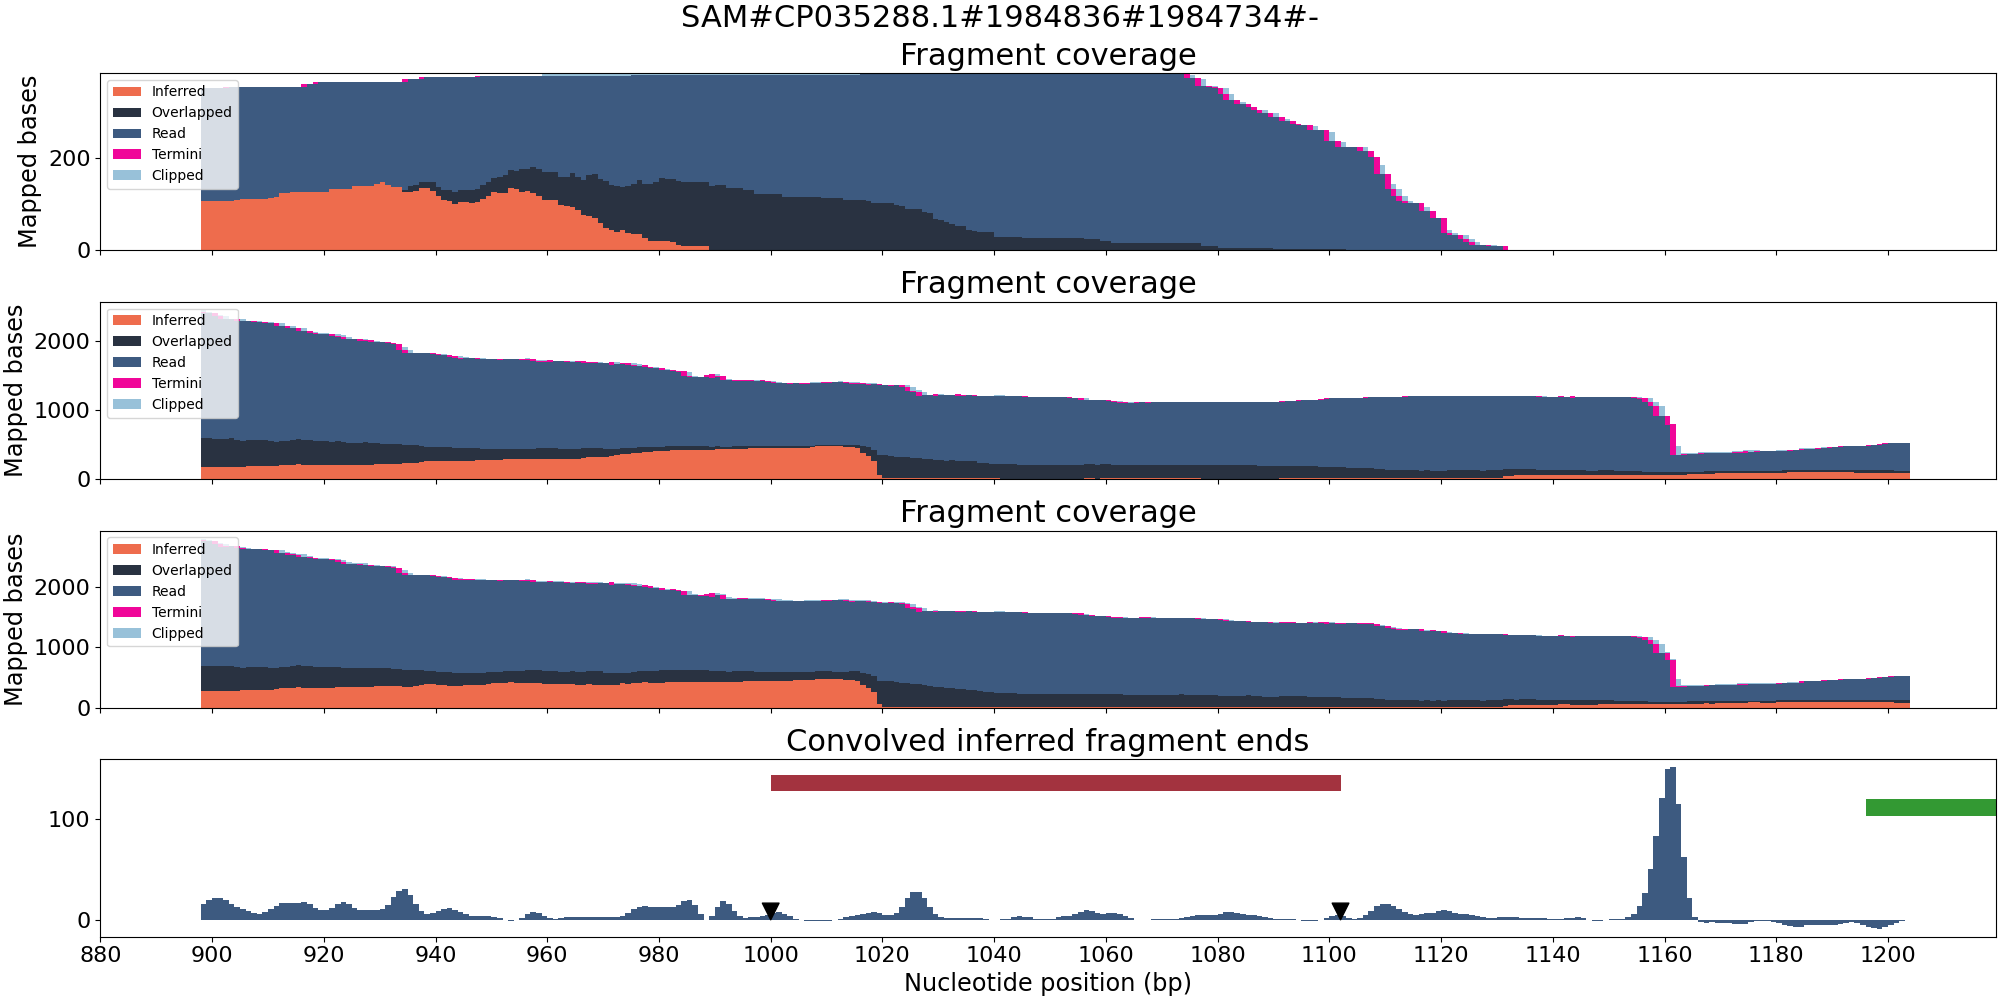 SAM#CP035288.1#1984836#1984734#-
Fragment coverage
Mapped bases
200
0
Inferred
Overlapped
Read
Termini
Clipped
Fragment coverage
Mapped bases
2000
1000
0
Inferred
Overlapped
Read
Termini
Clipped
Fragment coverage
Mapped bases
2000
1000
0
Inferred
Overlapped
Read
Termini
Clipped
Convolved inferred fragment ends
100
0
880 900 920 940 960 980 1000 1020 1040 1060 1080 1100 1120 1140 1160 1180 1200
Nucleotide position (bp)